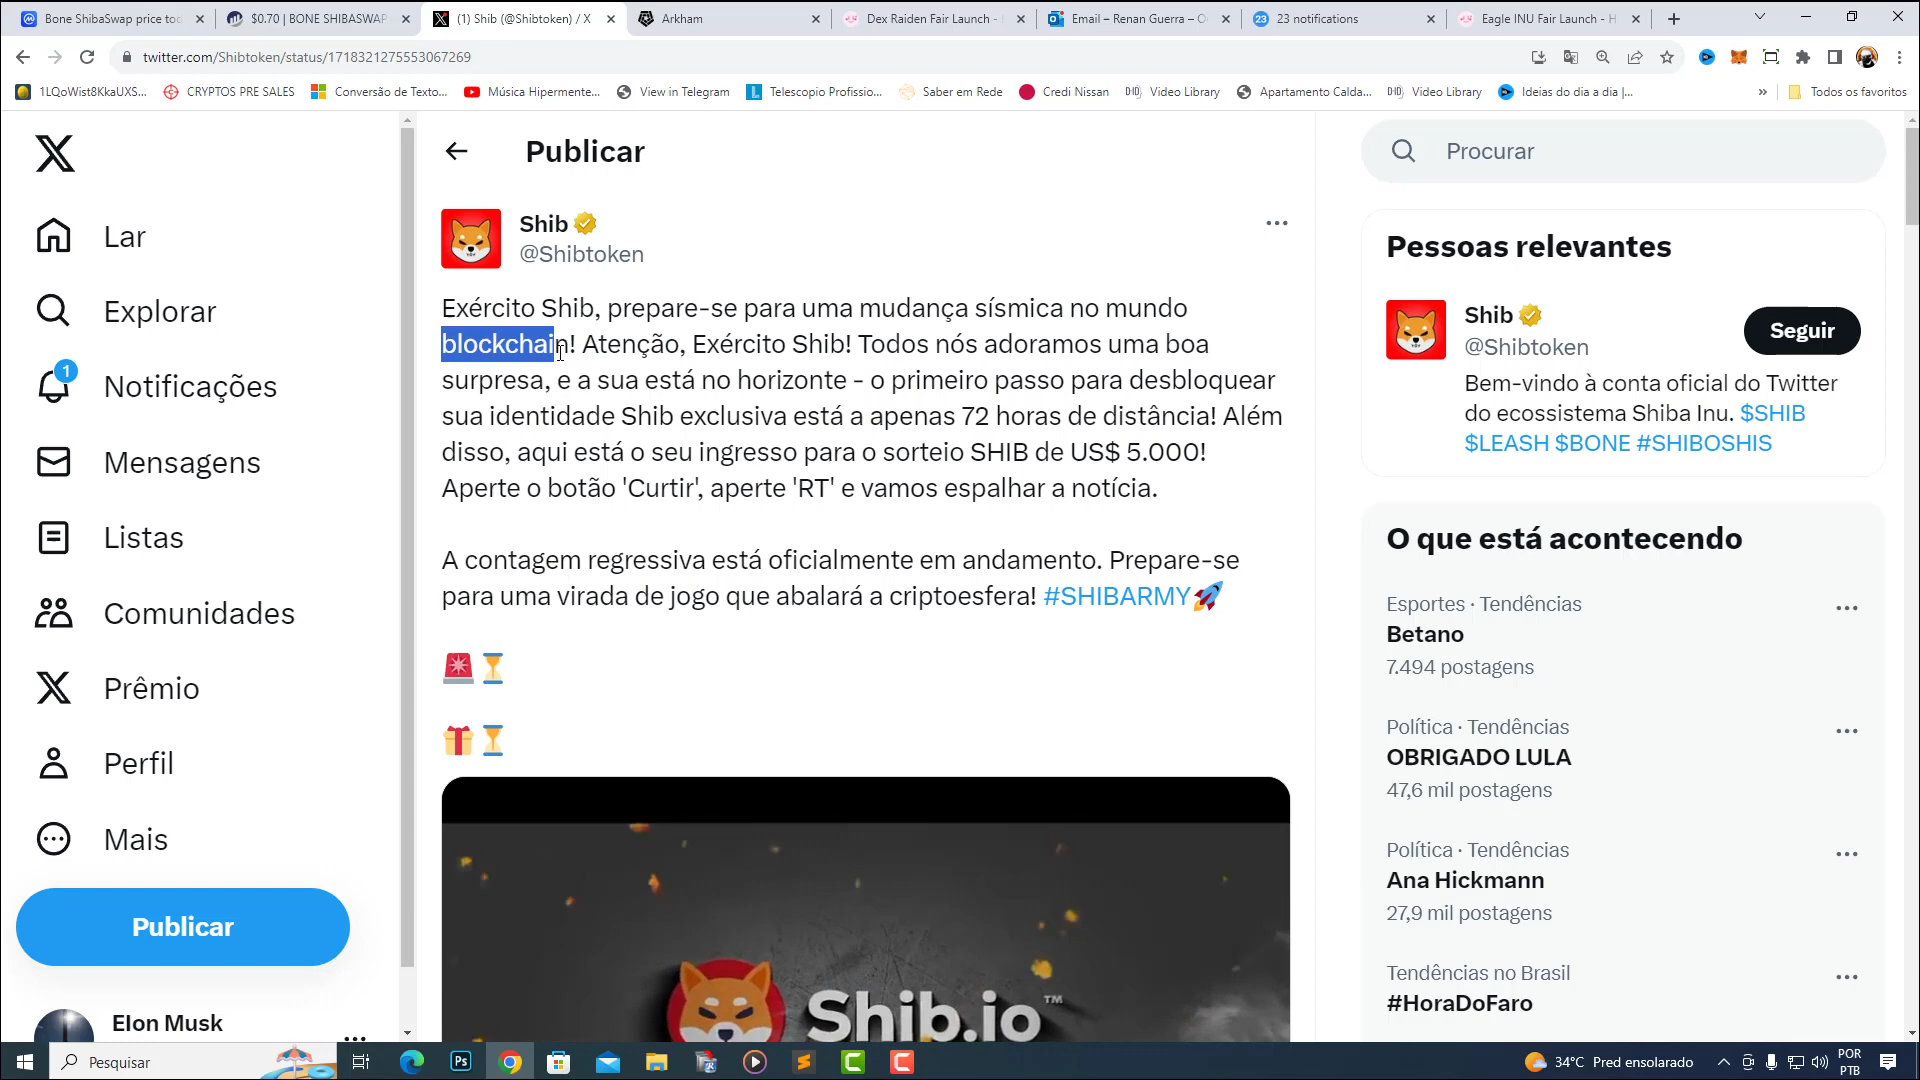 Bone ShibaSwap price too
$0.70 | BONE SHIBASWAP
(1) Shib (@Shibtoken) / X
Arkham
Dex Raiden Fair Launch -
Email – Renan Guerra – O
23 notifications
Eagle INU Fair Launch - H
twitter.com/Shibtoken/status/1718321275553067269
1LQoWist8KkaUXS...
CRYPTOS PRE SALES
Conversão de Texto...
Música Hipermente...
View in Telegram
Telescopio Profissio...
Saber em Rede
Credi Nissan
Video Library
Apartamento Calda...
Video Library
Ideias do dia a dia |...
»
Todos os favoritos
Lar
Explorar
1
Notificações
Mensagens
Listas
Comunidades
Prêmio
Perfil
Mais
Publicar
Elon Musk
Publicar
Shib
@Shibtoken
Exército Shib, prepare-se para uma mudança sísmica no mundo
blockchain! Atenção, Exército Shib! Todos nós adoramos uma boa
surpresa, e a sua está no horizonte - o primeiro passo para desbloquear
sua identidade Shib exclusiva está a apenas 72 horas de distância! Além
disso, aqui está o seu ingresso para o sorteio SHIB de US$ 5.000!
Aperte o botão 'Curtir', aperte 'RT' e vamos espalhar a notícia.
A contagem regressiva está oficialmente em andamento. Prepare-se
para uma virada de jogo que abalará a criptoesfera! #SHIBARMY🚀
🚨⏳
🎁⏳
Shib.io™
Procurar
Pessoas relevantes
Shib
@Shibtoken
Seguir
Bem-vindo à conta oficial do Twitter
do ecossistema Shiba Inu. $SHIB
$LEASH $BONE #SHIBOSHIS
O que está acontecendo
Esportes · Tendências
Betano
7.494 postagens
Política · Tendências
OBRIGADO LULA
47,6 mil postagens
Política · Tendências
Ana Hickmann
27,9 mil postagens
Tendências no Brasil
#HoraDoFaro
Pesquisar
Ps
34°C Pred ensolarado
POR
PTB